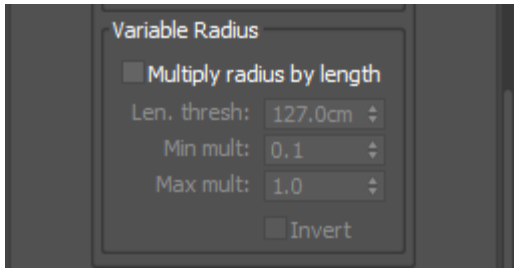 Variable Radius
Multiply radius by length
Len. thresh: 127.0cm
Min mult: 0.1
Max mult: 1.0
Invert